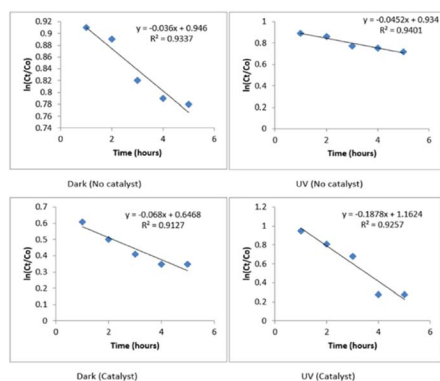 y = -0.036x + 0.946
R² = 0.9337
ln(Ct/Co)
0.92
0.9
0.88
0.86
0.84
0.82
0.8
0.78
0.76
0.74
0 2 4 6
Time (hours)
Dark (No catalyst)
y = -0.0452x + 0.934
R² = 0.9401
ln(Ct/Co)
1
0.8
0.6
0.4
0.2
0
0 2 4 6
Time (hours)
UV (No catalyst)
y = -0.068x + 0.6468
R² = 0.9127
ln(Ct/Co)
0.7
0.6
0.5
0.4
0.3
0.2
0.1
0
0 2 4 6
Time (hours)
Dark (Catalyst)
y = -0.1878x + 1.1624
R² = 0.9257
ln(Ct/Co)
1.2
1
0.8
0.6
0.4
0.2
0
0 2 4 6
Time (hours)
UV (Catalyst)